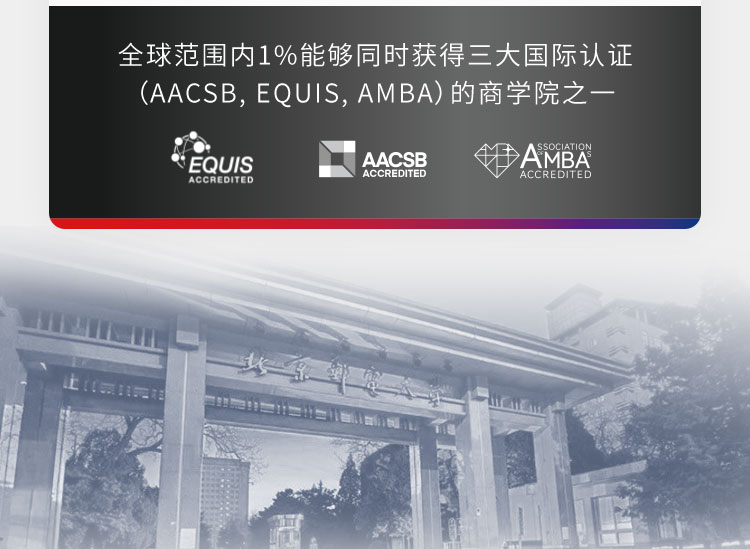 全球范围内1%能够同时获得三大国际认证
（AACSB, EQUIS, AMBA）的商学院之一
EQUIS
ACCREDITED
AACSB
ACCREDITED
ASSOCIATION
OF AMBAS
ACCREDITED
北京邮电大学